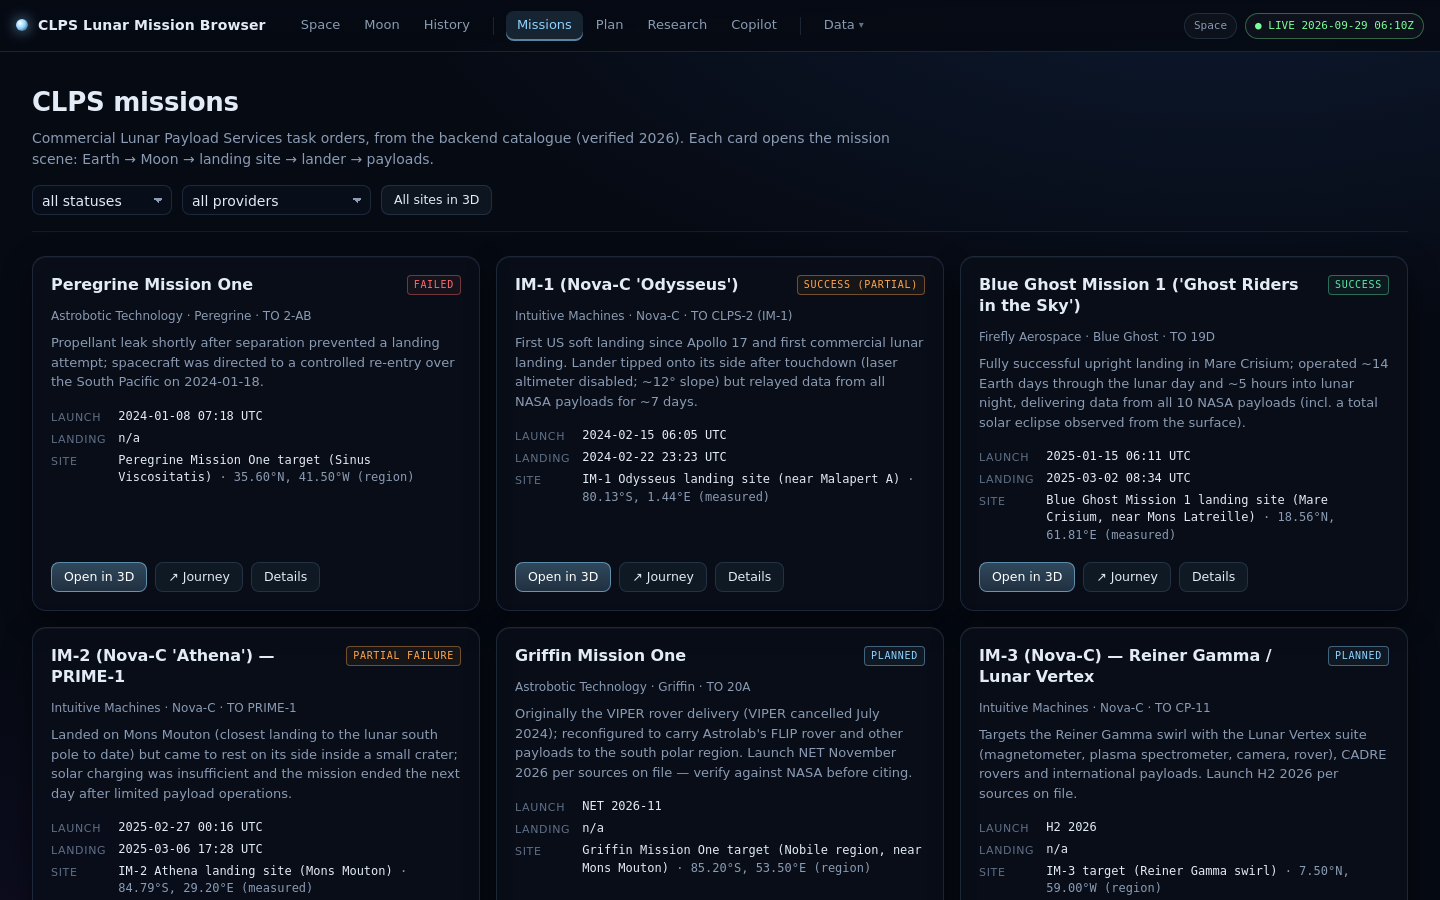 CLPS Lunar Mission Browser
Space Moon History Missions Plan Research Copilot Data ▾
Space
● LIVE 2026-09-29 06:10Z
CLPS missions
Commercial Lunar Payload Services task orders, from the backend catalogue (verified 2026). Each card opens the mission
scene: Earth → Moon → landing site → lander → payloads.
all statuses
all providers
All sites in 3D
Peregrine Mission One
FAILED
Astrobotic Technology · Peregrine · TO 2-AB
Propellant leak shortly after separation prevented a landing
attempt; spacecraft was directed to a controlled re-entry over
the South Pacific on 2024-01-18.
LAUNCH 2024-01-08 07:18 UTC
LANDING n/a
SITE Peregrine Mission One target (Sinus
Viscositatis) · 35.60°N, 41.50°W (region)
Open in 3D
↗ Journey
Details
IM-1 (Nova-C 'Odysseus')
SUCCESS (PARTIAL)
Intuitive Machines · Nova-C · TO CLPS-2 (IM-1)
First US soft landing since Apollo 17 and first commercial lunar
landing. Lander tipped onto its side after touchdown (laser
altimeter disabled; ~12° slope) but relayed data from all
NASA payloads for ~7 days.
LAUNCH 2024-02-15 06:05 UTC
LANDING 2024-02-22 23:23 UTC
SITE IM-1 Odysseus landing site (near Malapert A) ·
80.13°S, 1.44°E (measured)
Open in 3D
↗ Journey
Details
Blue Ghost Mission 1 ('Ghost Riders
in the Sky')
SUCCESS
Firefly Aerospace · Blue Ghost · TO 19D
Fully successful upright landing in Mare Crisium; operated ~14
Earth days through the lunar day and ~5 hours into lunar
night, delivering data from all 10 NASA payloads (incl. a total
solar eclipse observed from the surface).
LAUNCH 2025-01-15 06:11 UTC
LANDING 2025-03-02 08:34 UTC
SITE Blue Ghost Mission 1 landing site (Mare
Crisium, near Mons Latreille) · 18.56°N,
61.81°E (measured)
Open in 3D
↗ Journey
Details
IM-2 (Nova-C 'Athena') —
PRIME-1
PARTIAL FAILURE
Intuitive Machines · Nova-C · TO PRIME-1
Landed on Mons Mouton (closest landing to the lunar south
pole to date) but came to rest on its side inside a small crater;
solar charging was insufficient and the mission ended the next
day after limited payload operations.
LAUNCH 2025-02-27 00:16 UTC
LANDING 2025-03-06 17:28 UTC
SITE IM-2 Athena landing site (Mons Mouton) ·
84.79°S, 29.20°E (measured)
Griffin Mission One
PLANNED
Astrobotic Technology · Griffin · TO 20A
Originally the VIPER rover delivery (VIPER cancelled July
2024); reconfigured to carry Astrolab's FLIP rover and other
payloads to the south polar region. Launch NET November
2026 per sources on file — verify against NASA before citing.
LAUNCH NET 2026-11
LANDING n/a
SITE Griffin Mission One target (Nobile region, near
Mons Mouton) · 85.20°S, 53.50°E (region)
IM-3 (Nova-C) — Reiner Gamma /
Lunar Vertex
PLANNED
Intuitive Machines · Nova-C · TO CP-11
Targets the Reiner Gamma swirl with the Lunar Vertex suite
(magnetometer, plasma spectrometer, camera, rover), CADRE
rovers and international payloads. Launch H2 2026 per
sources on file.
LAUNCH H2 2026
LANDING n/a
SITE IM-3 target (Reiner Gamma swirl) · 7.50°N,
59.00°W (region)